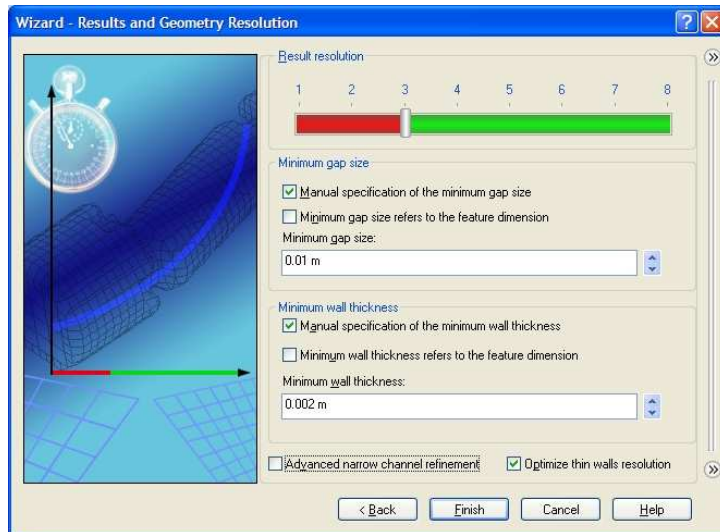 Wizard - Results and Geometry Resolution
Result resolution
1 2 3 4 5 6 7 8
Minimum gap size
Manual specification of the minimum gap size
Minimum gap size refers to the feature dimension
Minimum gap size:
0.01 m
Minimum wall thickness
Manual specification of the minimum wall thickness
Minimum wall thickness refers to the feature dimension
Minimum wall thickness:
0.002 m
Advanced narrow channel refinement Optimize thin walls resolution
< Back Finish Cancel Help